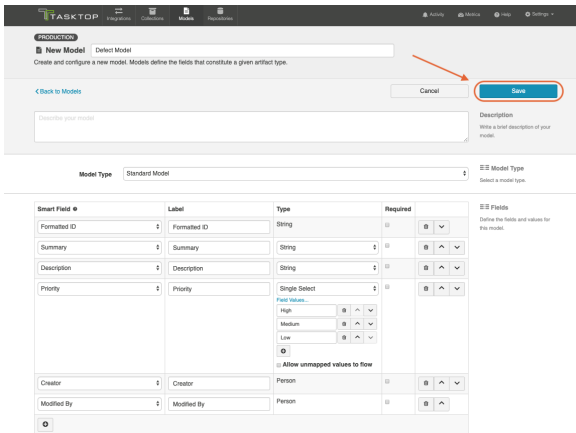 TASKTOP
Integrations
Collections
Models
Repositories
Activity
Metrics
Help
Settings
PRODUCTION
New Model
Defect Model
Create and configure a new model. Models define the fields that constitute a given artifact type.
Back to Models
Cancel
Save
Describe your model
Description
Write a brief description of your
model.
Model Type
Standard Model
Model Type
Select a model type.
Smart Field Label Type Required
Fields
Define the fields and values for
this model.
Formatted ID Formatted ID String
Summary Summary String
Description Description String
Priority Priority Single Select
Field Values...
High
Medium
Low
Allow unmapped values to flow
Creator Creator Person
Modified By Modified By Person